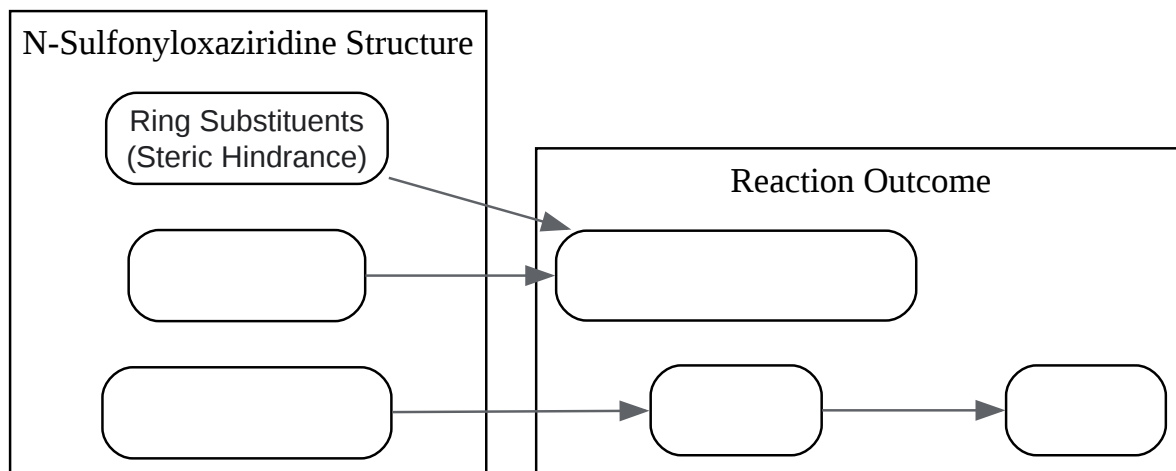 N-Sulfonyloxaziridine Structure
Ring Substituents
(Steric Hindrance)
Reaction Outcome